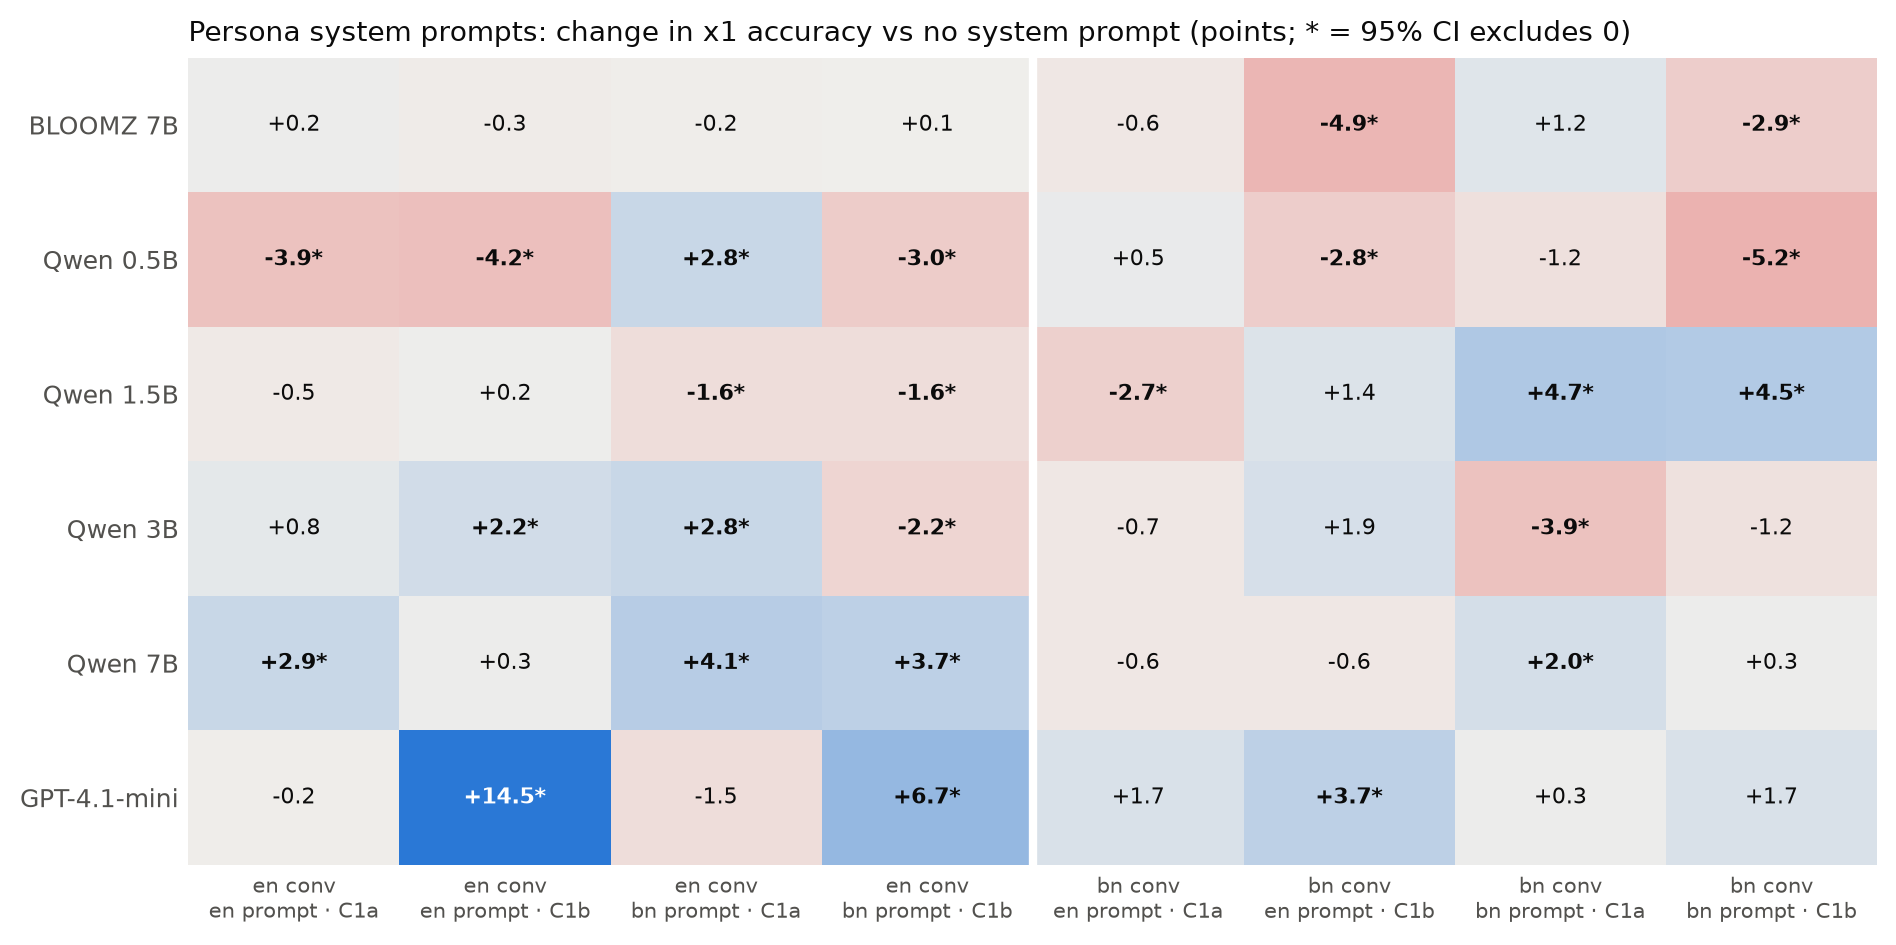 Persona system prompts: change in x1 accuracy vs no system prompt (points; * = 95% CI excludes 0)
BLOOMZ 7B +0.2 -0.3 -0.2 +0.1 -0.6 -4.9* +1.2 -2.9*
Qwen 0.5B -3.9* -4.2* +2.8* -3.0* +0.5 -2.8* -1.2 -5.2*
Qwen 1.5B -0.5 +0.2 -1.6* -1.6* -2.7* +1.4 +4.7* +4.5*
Qwen 3B +0.8 +2.2* +2.8* -2.2* -0.7 +1.9 -3.9* -1.2
Qwen 7B +2.9* +0.3 +4.1* +3.7* -0.6 -0.6 +2.0* +0.3
GPT-4.1-mini -0.2 +14.5* -1.5 +6.7* +1.7 +3.7* +0.3 +1.7
en conv en conv en conv en conv bn conv bn conv bn conv bn conv
en prompt · C1a en prompt · C1b bn prompt · C1a bn prompt · C1b en prompt · C1a en prompt · C1b bn prompt · C1a bn prompt · C1b